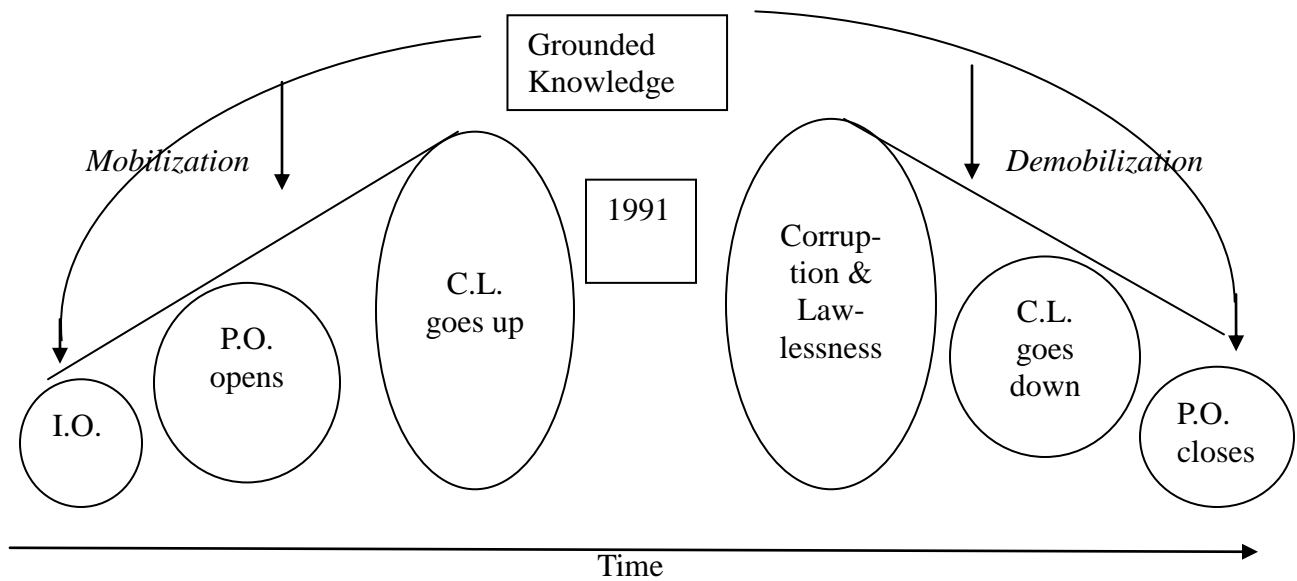 Grounded
Knowledge
Mobilization
Demobilization
1991
I.O.
P.O.
opens
C.L.
goes up
Corrup-
tion &
Law-
lessness
C.L.
goes
down
P.O.
closes
Time